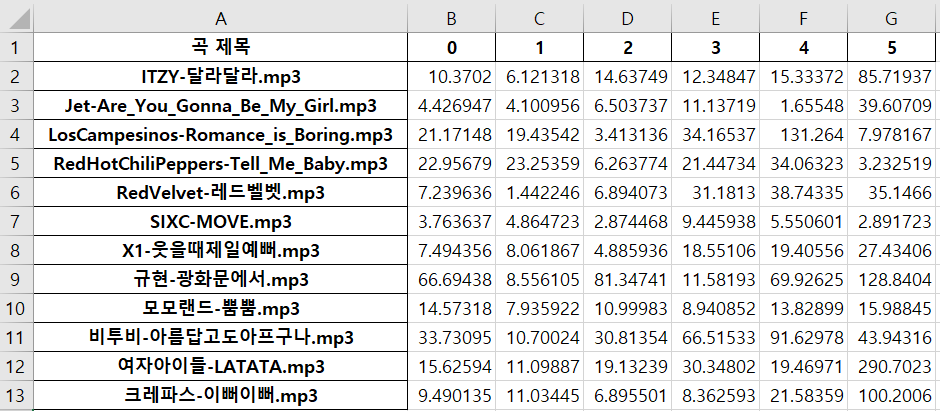 A B C D E F G
1 곡 제목 0 1 2 3 4 5
2 ITZY-달라달라.mp3 10.3702 6.121318 14.63749 12.34847 15.33372 85.71937
3 Jet-Are_You_Gonna_Be_My_Girl.mp3 4.426947 4.100956 6.503737 11.13719 1.65548 39.60709
4 LosCampesinos-Romance_is_Boring.mp3 21.17148 19.43542 3.413136 34.16537 131.264 7.978167
5 RedHotChiliPeppers-Tell_Me_Baby.mp3 22.95679 23.25359 6.263774 21.44734 34.06323 3.232519
6 RedVelvet-레드벨벳.mp3 7.239636 1.442246 6.894073 31.1813 38.74335 35.1466
7 SIXC-MOVE.mp3 3.763637 4.864723 2.874468 9.445938 5.550601 2.891723
8 X1-웃을때제일예뻐.mp3 7.494356 8.061867 4.885936 18.55106 19.40556 27.43406
9 규현-광화문에서.mp3 66.69438 8.556105 81.34741 11.58193 69.92625 128.8404
10 모모랜드-뿜뿜.mp3 14.57318 7.935922 10.99983 8.940852 13.82899 15.98845
11 비투비-아름답고도아프구나.mp3 33.73095 10.70024 30.81354 66.51533 91.62978 43.94316
12 여자아이들-LATATA.mp3 15.62594 11.09887 19.13239 30.34802 19.46971 290.7023
13 크레파스-이뻐이뻐.mp3 9.490135 11.03445 6.895501 8.362593 21.58359 100.2006